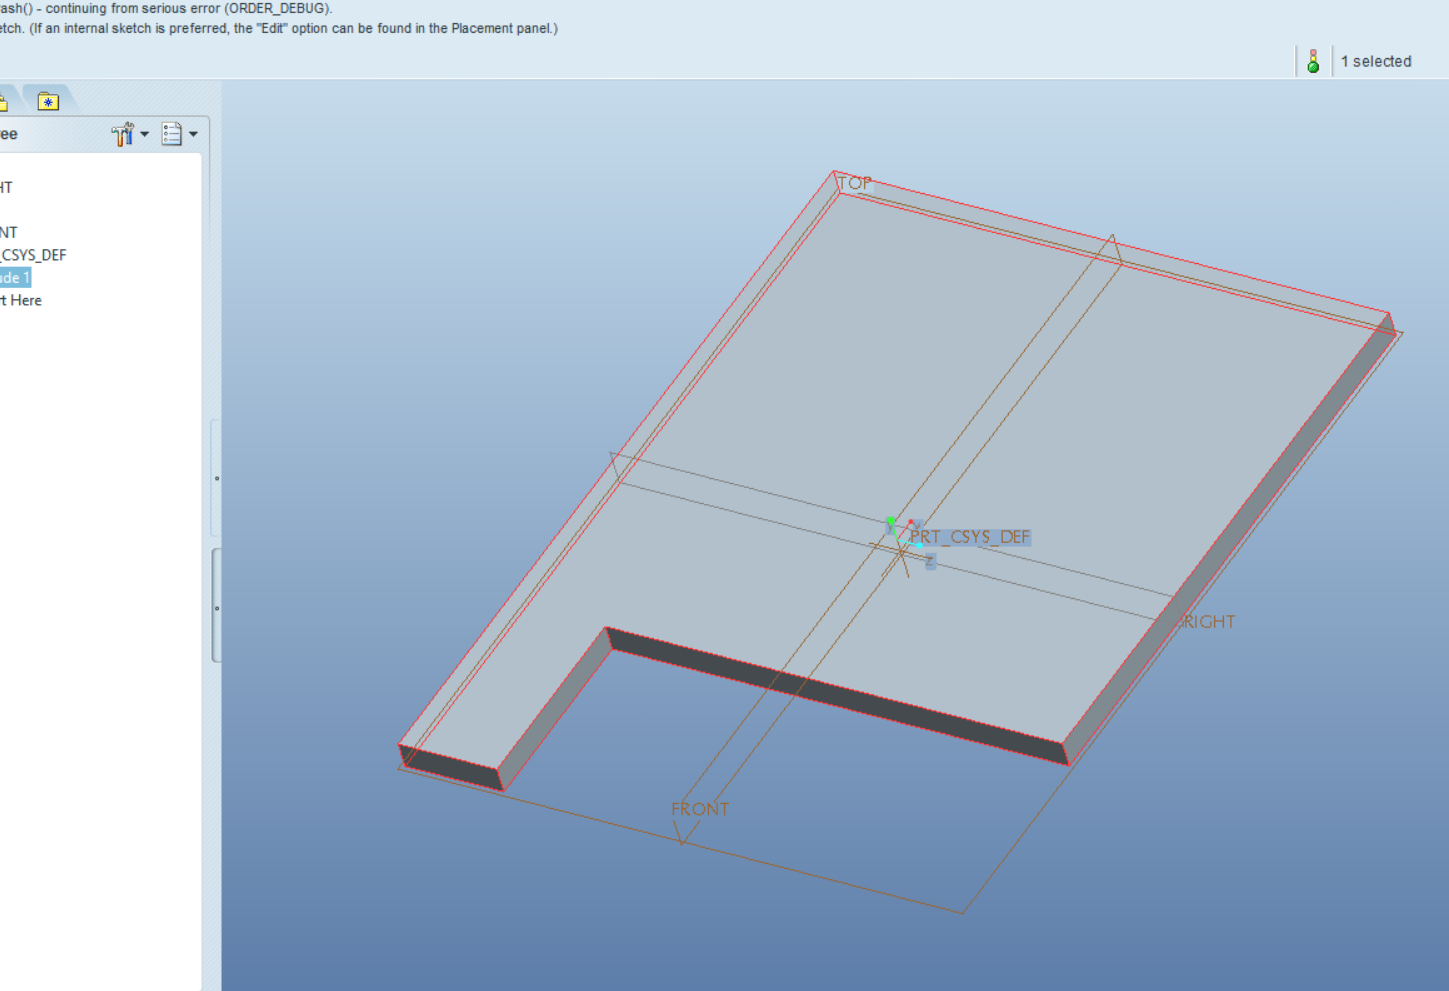 ash() - continuing from serious error (ORDER_DEBUG).
etch. (If an internal sketch is preferred, the "Edit" option can be found in the Placement panel.)
1 selected
ee
HT
NT
_CSYS_DEF
ude 1
rt Here
TOP
PRT_CSYS_DEF
Z
RIGHT
FRONT